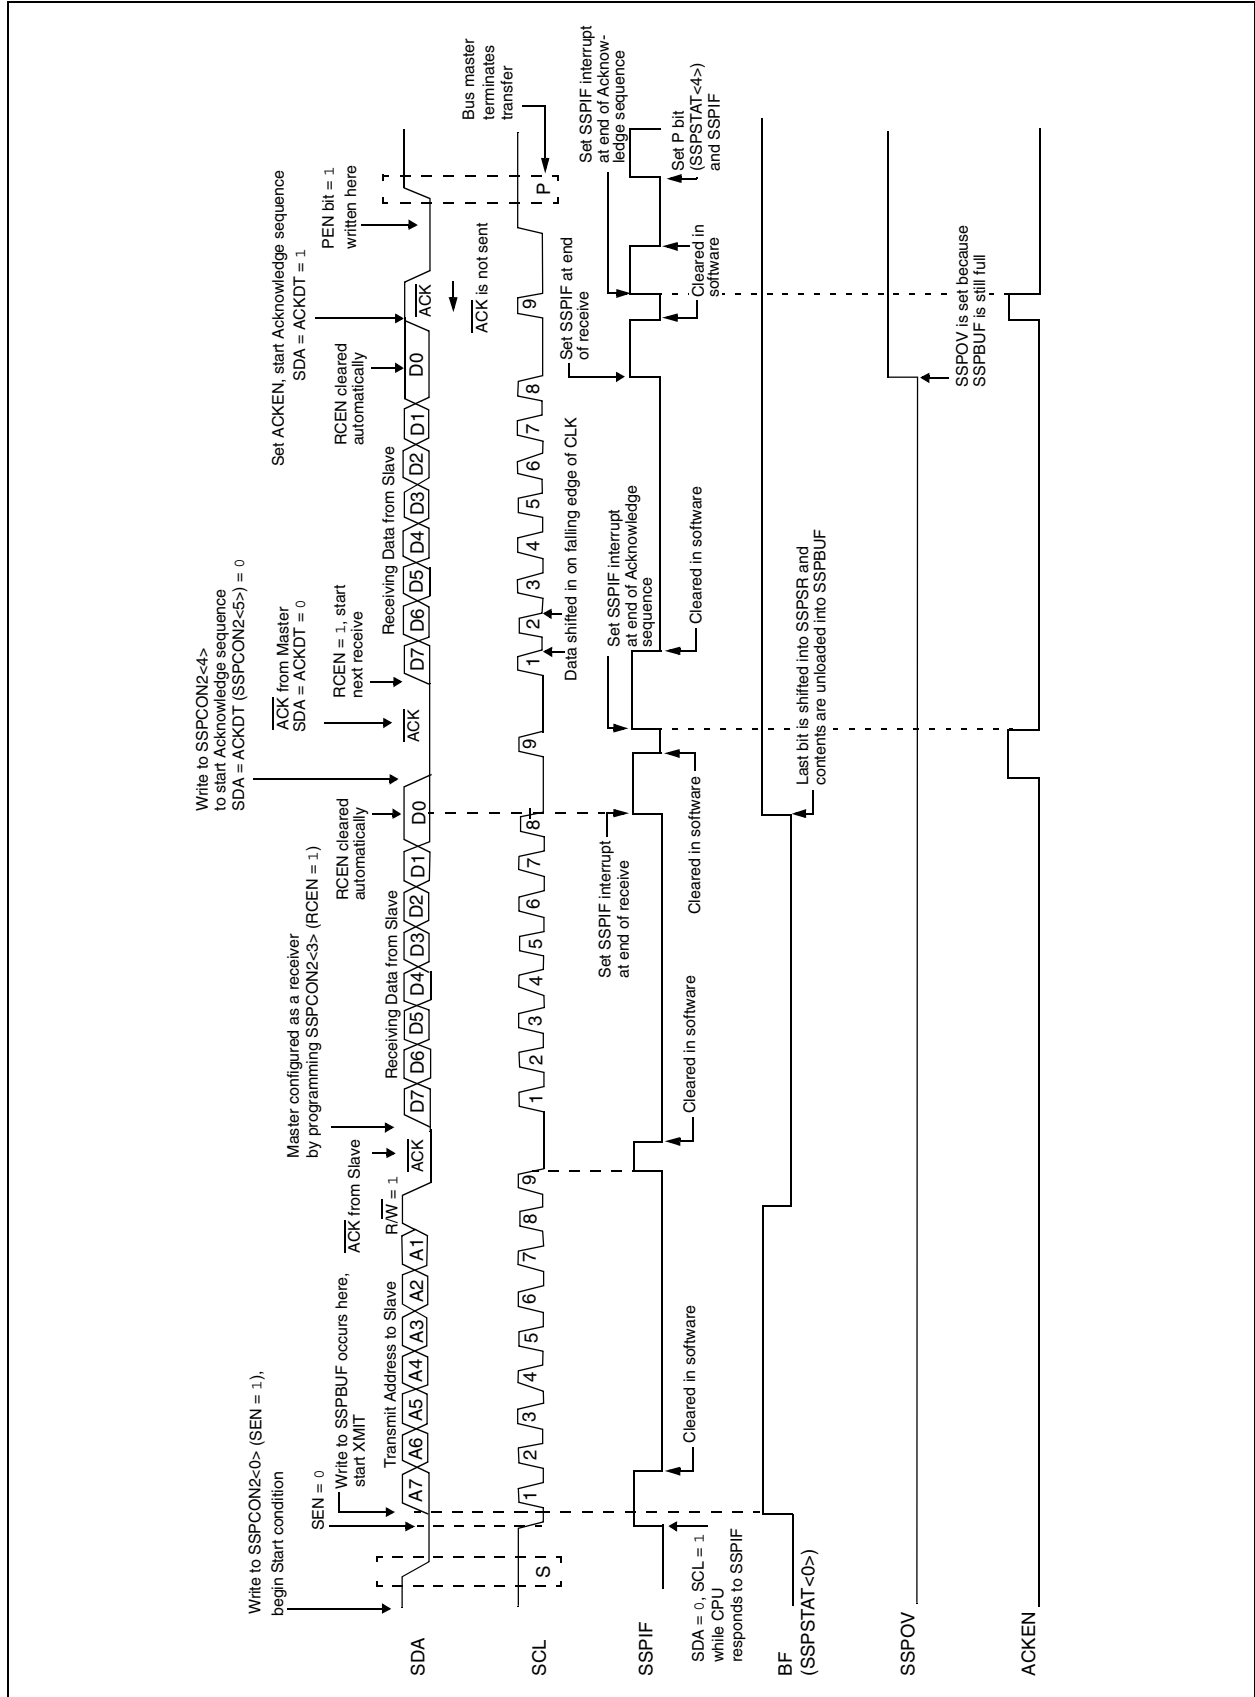 Write to SSPCON2<4>
to start Acknowledge sequence
SDA = ACKDT (SSPCON2<5>) = 0
Write to SSPCON2<0> (SEN = 1),
begin Start condition
SEN = 0
Write to SSPBUF occurs here,
start XMIT
Transmit Address to Slave
ACK from Slave
R/W = 1
Master configured as a receiver
by programming SSPCON2<3> (RCEN = 1)
Receiving Data from Slave
RCEN cleared
automatically
ACK from Master
SDA = ACKDT = 0
RCEN = 1, start
next receive
Receiving Data from Slave
RCEN cleared
automatically
Set ACKEN, start Acknowledge sequence
SDA = ACKDT = 1
PEN bit = 1
written here
SDA
A7 A6 A5 A4 A3 A2 A1 ACK D7 D6 D5 D4 D3 D2 D1 D0 ACK D7 D6 D5 D4 D3 D2 D1 D0 ACK
ACK is not sent
Bus master
terminates
transfer
SCL
S 1 2 3 4 5 6 7 8 9 1 2 3 4 5 6 7 8 9 1 2 3 4 5 6 7 8 9 P
Data shifted in on falling edge of CLK
Set SSPIF interrupt
at end of receive
Set SSPIF interrupt
at end of Acknowledge
sequence
Set SSPIF at end
of receive
Set SSPIF interrupt
at end of Acknow-
ledge sequence
SSPIF
SDA = 0, SCL = 1
while CPU
responds to SSPIF
Cleared in software
Cleared in software
Cleared in software
Cleared in software
Cleared in
software
Set P bit
(SSPSTAT<4>)
and SSPIF
BF
(SSPSTAT<0>)
Last bit is shifted into SSPSR and
contents are unloaded into SSPBUF
SSPOV
SSPOV is set because
SSPBUF is still full
ACKEN